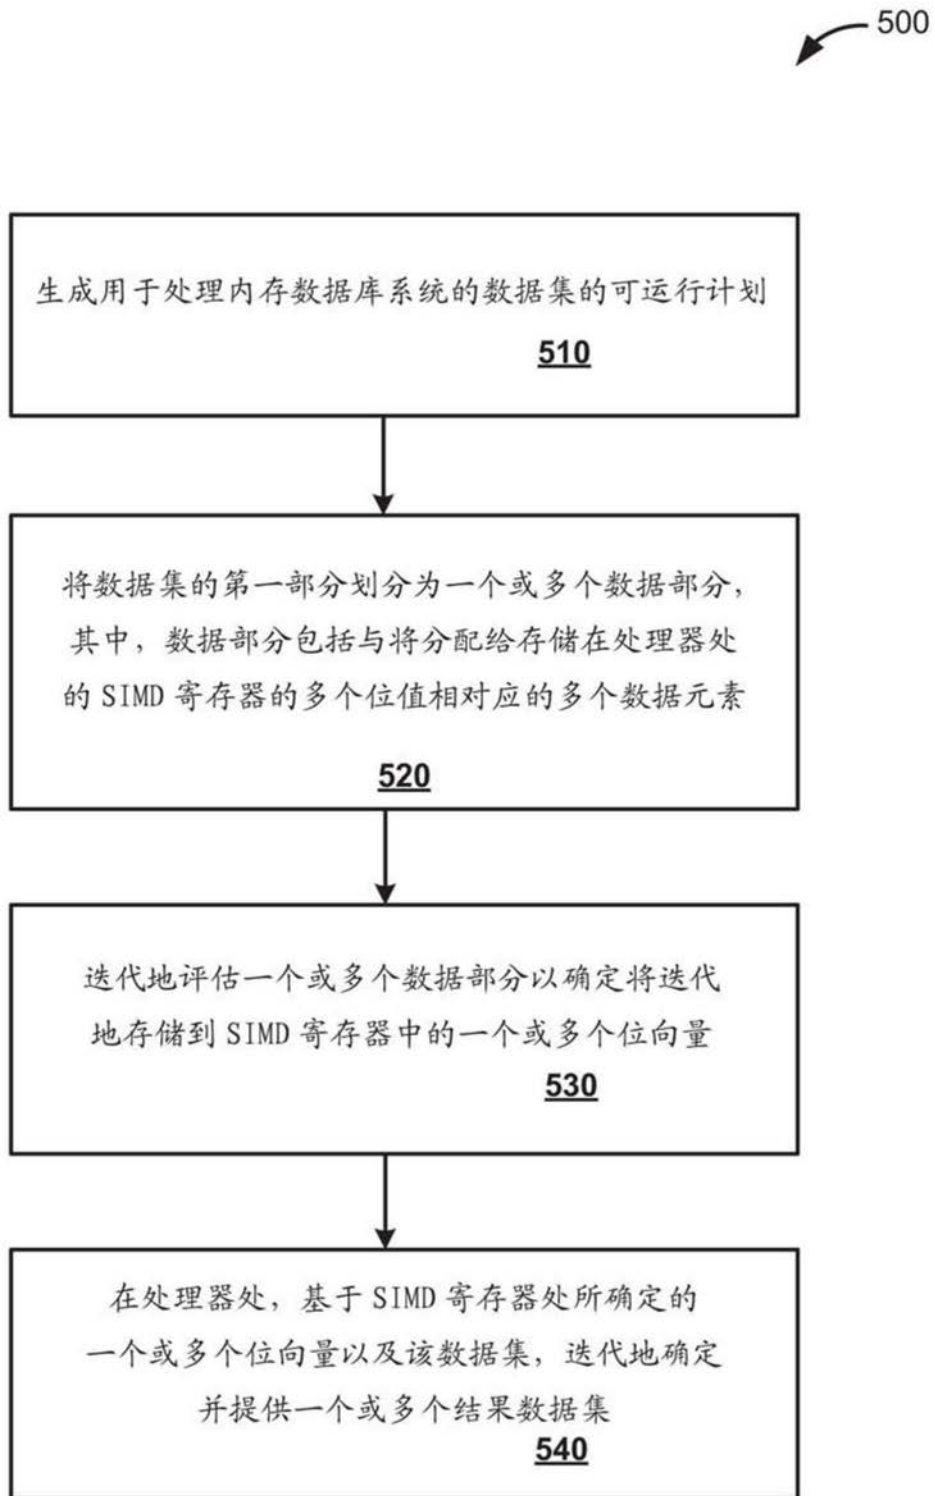 500
生成用于处理内存数据库系统的数据集的可运行计划
510
将数据集的第一部分划分为一个或多个数据部分，
其中，数据部分包括与将分配给存储在处理器处
的 SIMD 寄存器的多个位值相对应的多个数据元素
520
迭代地评估一个或多个数据部分以确定将迭代
地存储到 SIMD 寄存器中的一个或多个位向量
530
在处理器处，基于 SIMD 寄存器处所确定的
一个或多个位向量以及该数据集，迭代地确定
并提供一个或多个结果数据集
540